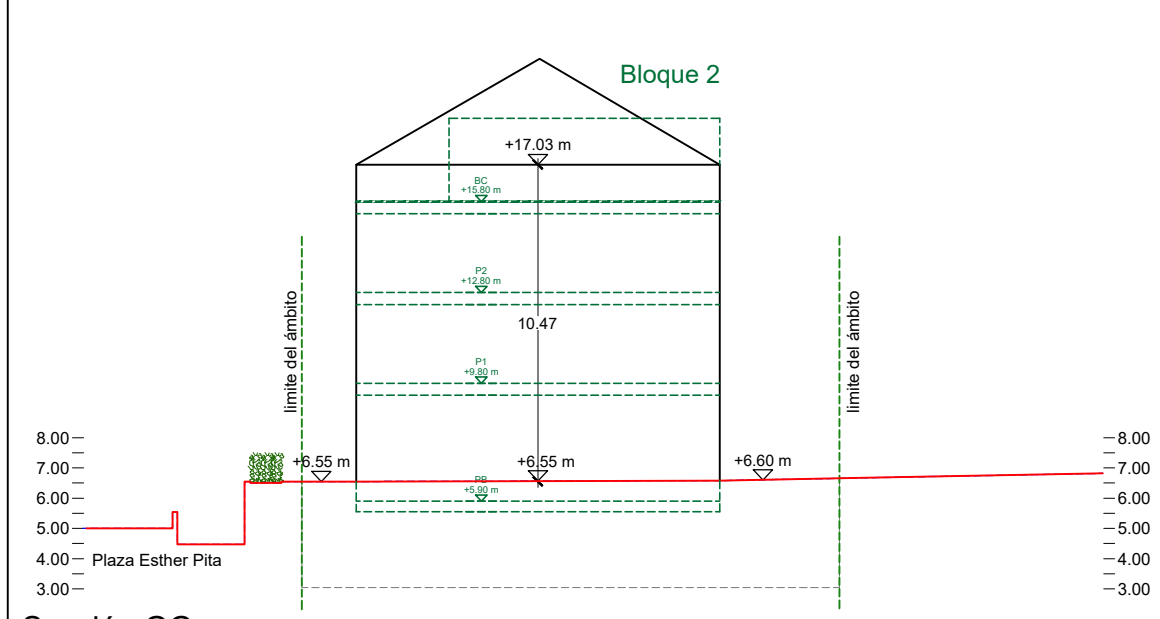 Bloque 2
+17.03 m
BC
+15.80 m
P2
+12.80 m
limite del ámbito
limite del ámbito
10.47
P1
+9.80 m
8.00
8.00
+6.55 m
+6.55 m
+6.60 m
7.00
7.00
PB
+5.90 m
6.00
6.00
5.00
5.00
Plaza Esther Pita
4.00
4.00
3.00
3.00